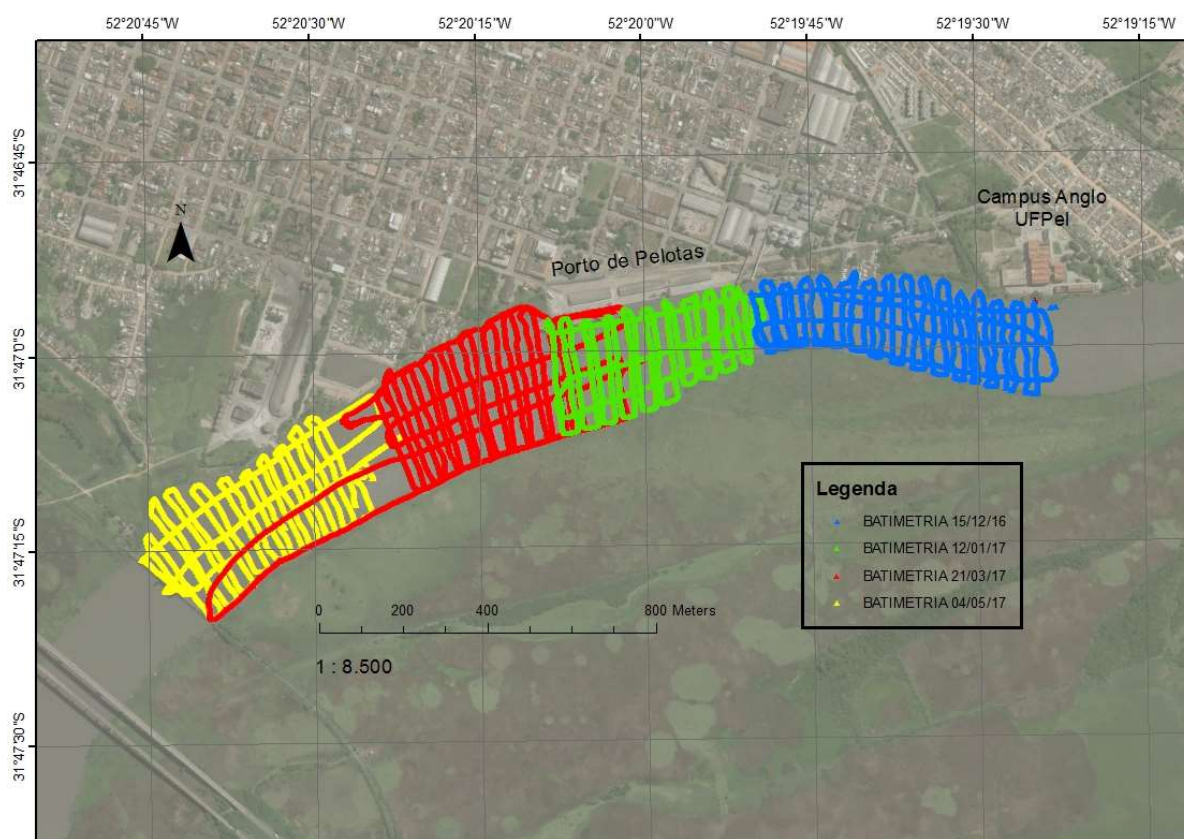 52°20'45"W
52°20'30"W
52°20'15"W
52°20'0"W
52°19'45"W
52°19'30"W
52°19'15"W
31°46'45"S
31°47'0"S
31°47'15"S
31°47'30"S
N
Campus Anglo
UFPel
Porto de Pelotas
Legenda
BATIMETRIA 15/12/16
BATIMETRIA 12/01/17
BATIMETRIA 21/03/17
BATIMETRIA 04/05/17
0 200 400 800 Meters
1 : 8.500